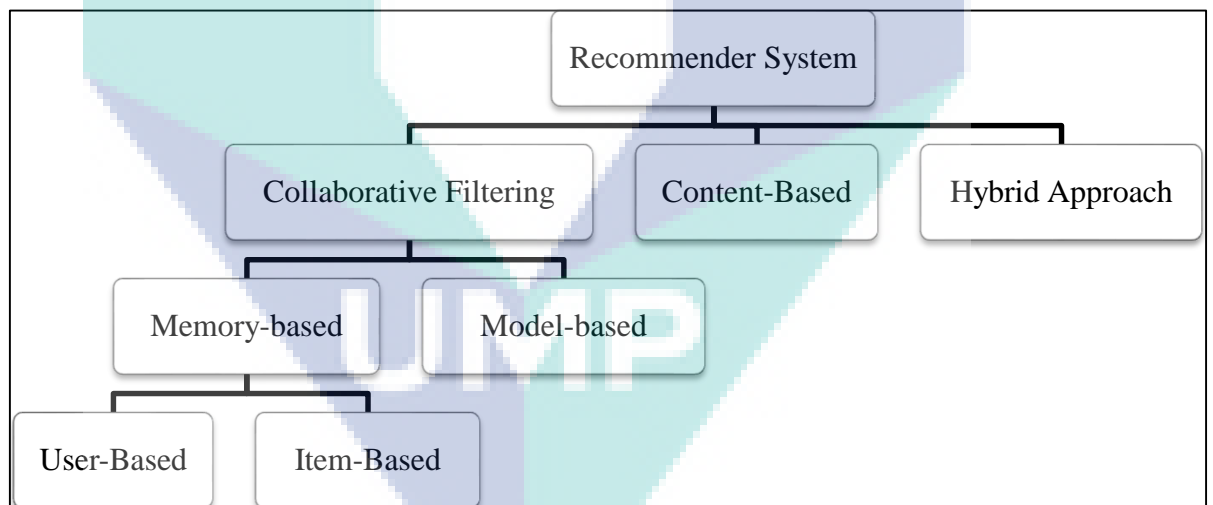 Recommender System
Collaborative Filtering
Content-Based
Hybrid Approach
Memory-based
Model-based
UMP
User-Based
Item-Based